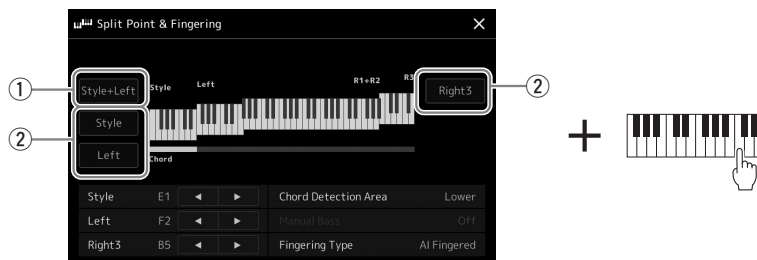 Split Point & Fingering ×
① Style+Left Style Left R1+R2 R3 Right3 ②
② Style
Left
Chord
Style E1 ◄ ► Chord Detection Area Lower
Left F2 ◄ ► Manual Bass Off
Right3 B5 ◄ ► Fingering Type AI Fingered
+